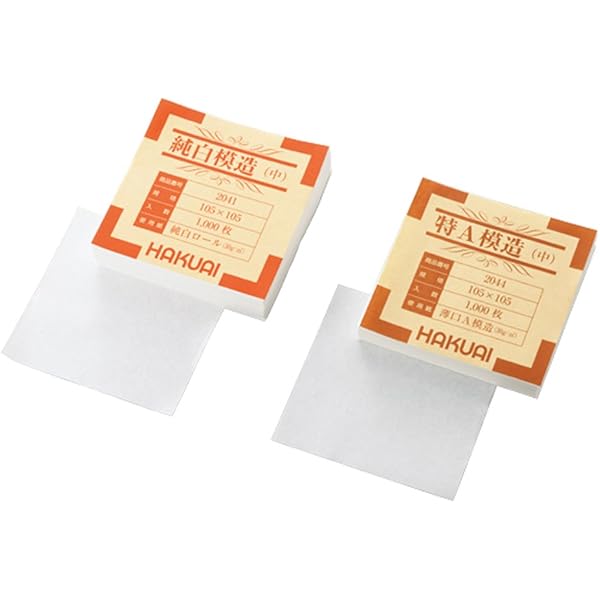 純白模造(中)
商品番号 2041
規格 105×105
入数 1,000枚
使用紙 純白ロール(30g/㎡)
HAKUAI
特A模造(中)
商品番号 2044
規格 105×105
入数 1,000枚
使用紙 薄口A模造
HAKUAI